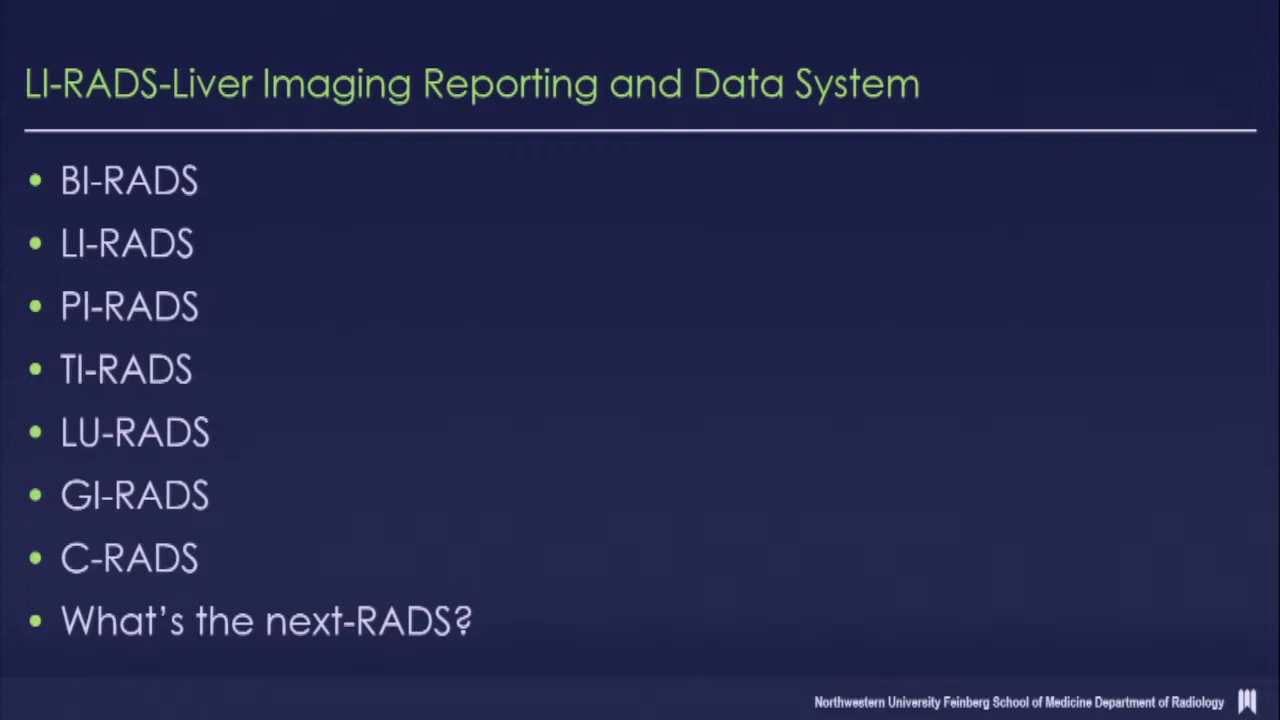 LI-RADS-Liver Imaging Reporting and Data System
• BI-RADS
• LI-RADS
• PI-RADS
• TI-RADS
• LU-RADS
• GI-RADS
• C-RADS
• What's the next-RADS?
Northwestern University Feinberg School of Medicine Department of Radiology